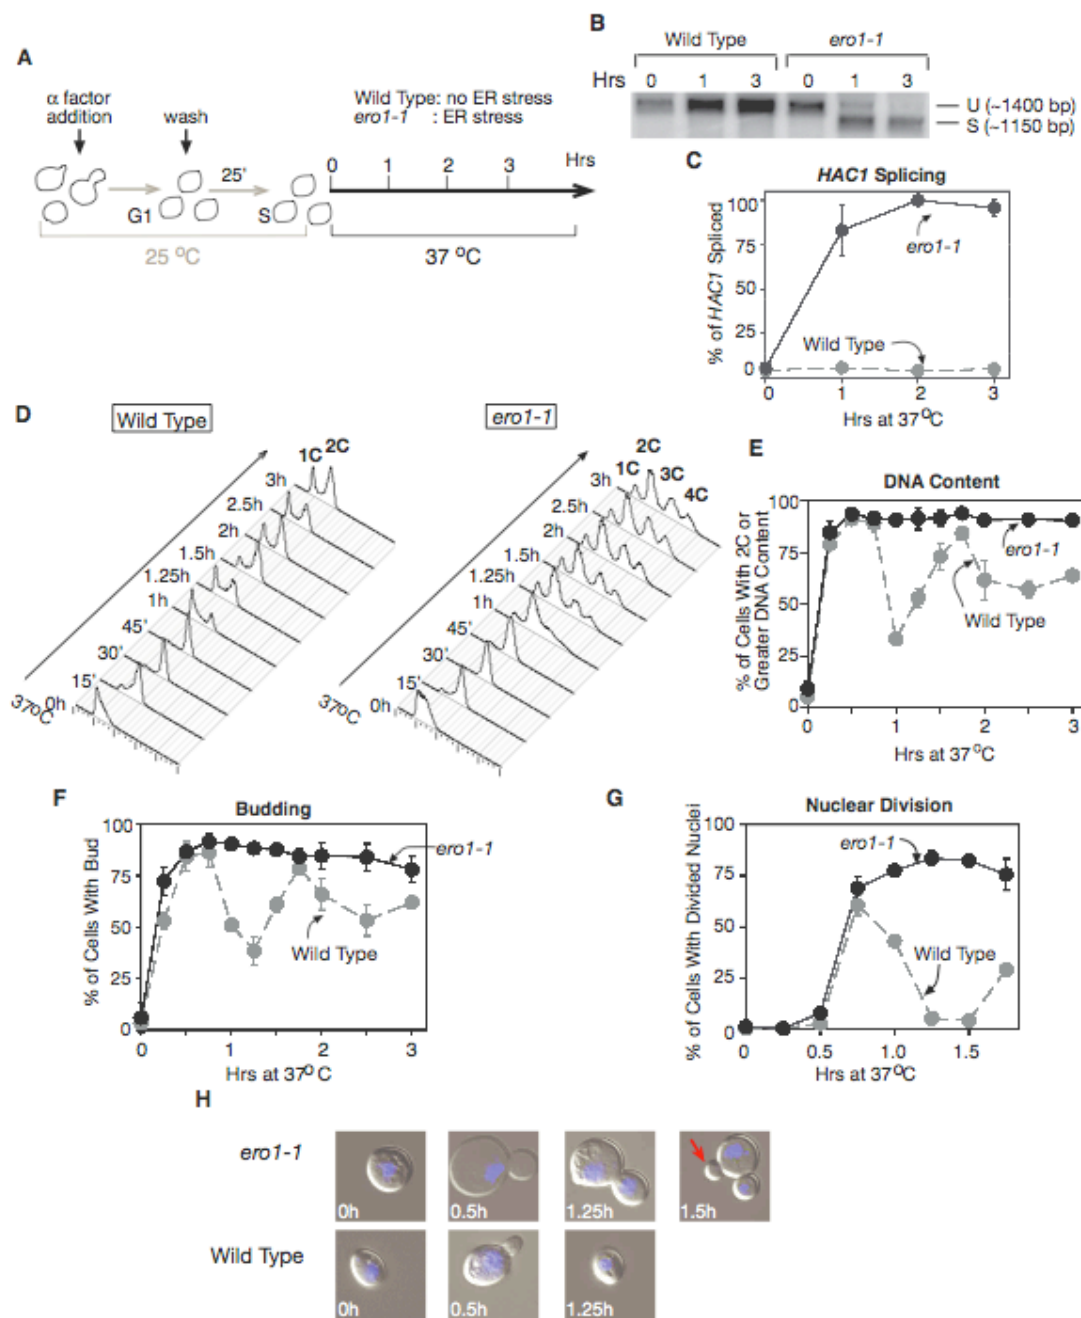 A
α factor
addition
wash
25'
G1
S
25 ºC
Wild Type: no ER stress
ero1-1 : ER stress
0 1 2 3 Hrs
37 ºC
B
Wild Type ero1-1
Hrs 0 1 3 0 1 3
U (~1400 bp)
S (~1150 bp)
C
HAC1 Splicing
% of HAC1 Spliced
100
75
50
25
0
ero1-1
Wild Type
0 1 2 3
Hrs at 37ºC
D
Wild Type
1C 2C
3h
2.5h
2h
1.5h
1.25h
1h
45'
30'
15'
0h
37ºC
ero1-1
1C 2C 3C 4C
3h
2.5h
2h
1.5h
1.25h
1h
45'
30'
15'
0h
37ºC
E
DNA Content
% of Cells With 2C or
Greater DNA Content
100
75
50
25
0
ero1-1
Wild Type
0 1 2 3
Hrs at 37ºC
F
Budding
% of Cells With Bud
100
75
50
25
0
ero1-1
Wild Type
0 1 2 3
Hrs at 37º C
G
Nuclear Division
% of Cells With Divided Nuclei
100
75
50
25
0
ero1-1
Wild Type
0 0.5 1.0 1.5
Hrs at 37ºC
H
ero1-1
0h 0.5h 1.25h 1.5h
Wild Type
0h 0.5h 1.25h